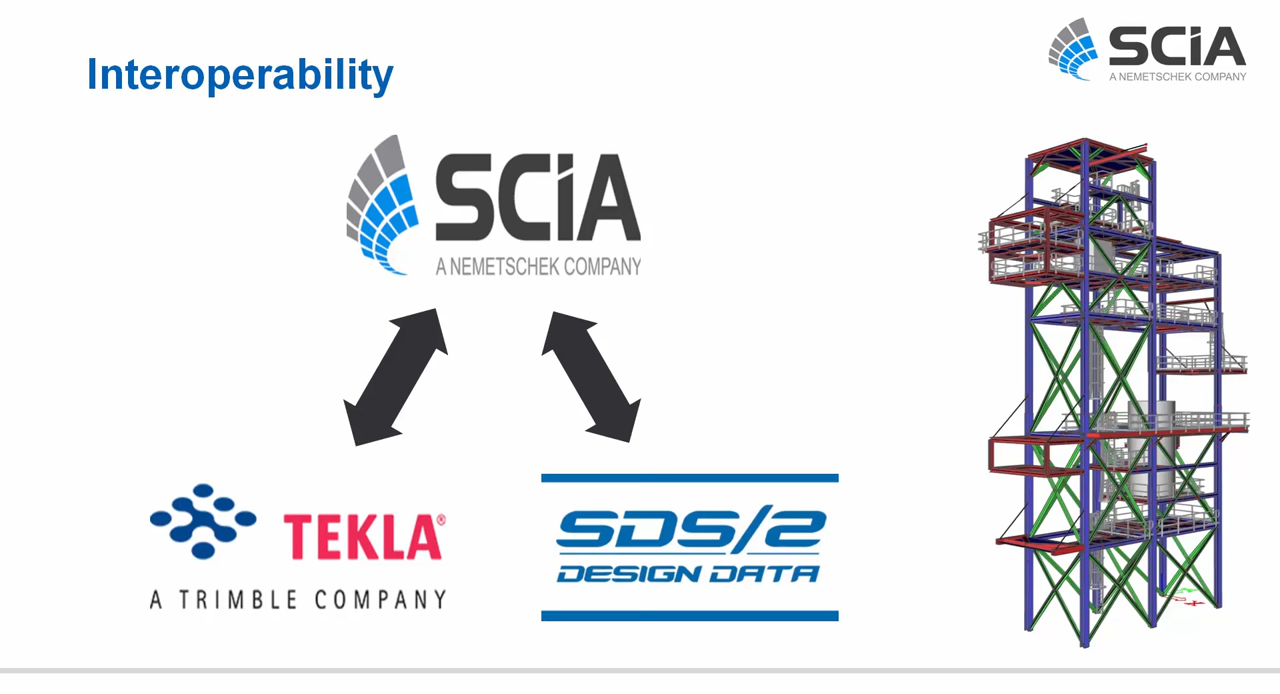 Interoperability
SCiA
A NEMETSCHEK COMPANY
SCiA
A NEMETSCHEK COMPANY
TEKLA®
A TRIMBLE COMPANY
SDS/2
DESIGN DATA